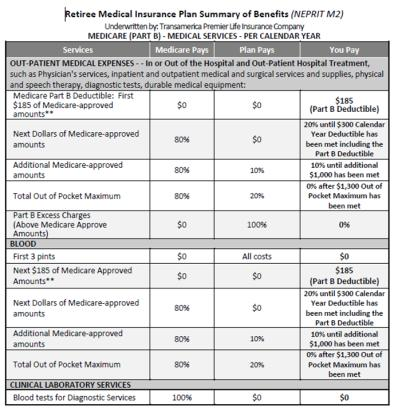 Retiree Medical Insurance Plan Summary of Benefits (NEPRIT M2)
Underwritten by: Transamerica Premier Life Insurance Company
MEDICARE (PART B) - MEDICAL SERVICES - PER CALENDAR YEAR
Services Medicare Pays Plan Pays You Pay
OUT-PATIENT MEDICAL EXPENSES - - In or Out of the Hospital and Out-Patient Hospital Treatment,
such as Physician's services, inpatient and outpatient medical and surgical services and supplies, physical
and speech therapy, diagnostic tests, durable medical equipment:
Medicare Part B Deductible: First
$185 of Medicare-approved
amounts**
$0
$0
$185
(Part B Deductible)
Next Dollars of Medicare-approved
amounts
80%
$0
20% until $300 Calendar
Year Deductible has
been met including the
Part B Deductible
Additional Medicare-approved
amounts
80%
10%
10% until additional
$1,000 has been met
Total Out of Pocket Maximum
80%
20%
0% after $1,300 Out of
Pocket Maximum has
been met
Part B Excess Charges
(Above Medicare Approve
Amounts)
$0
100%
0%
BLOOD
First 3 pints
$0
All costs
$0
Next $185 of Medicare Approved
Amounts**
$0
$0
$185
(Part B Deductible)
Next Dollars of Medicare-approved
amounts
80%
$0
20% until $300 Calendar
Year Deductible has
been met including the
Part B Deductible
Additional Medicare-approved
amounts
80%
10%
10% until additional
$1,000 has been met
Total Out of Pocket Maximum
80%
20%
0% after $1,300 Out of
Pocket Maximum has
been met
CLINICAL LABORATORY SERVICES
Blood tests for Diagnostic Services
100%
$0
$0